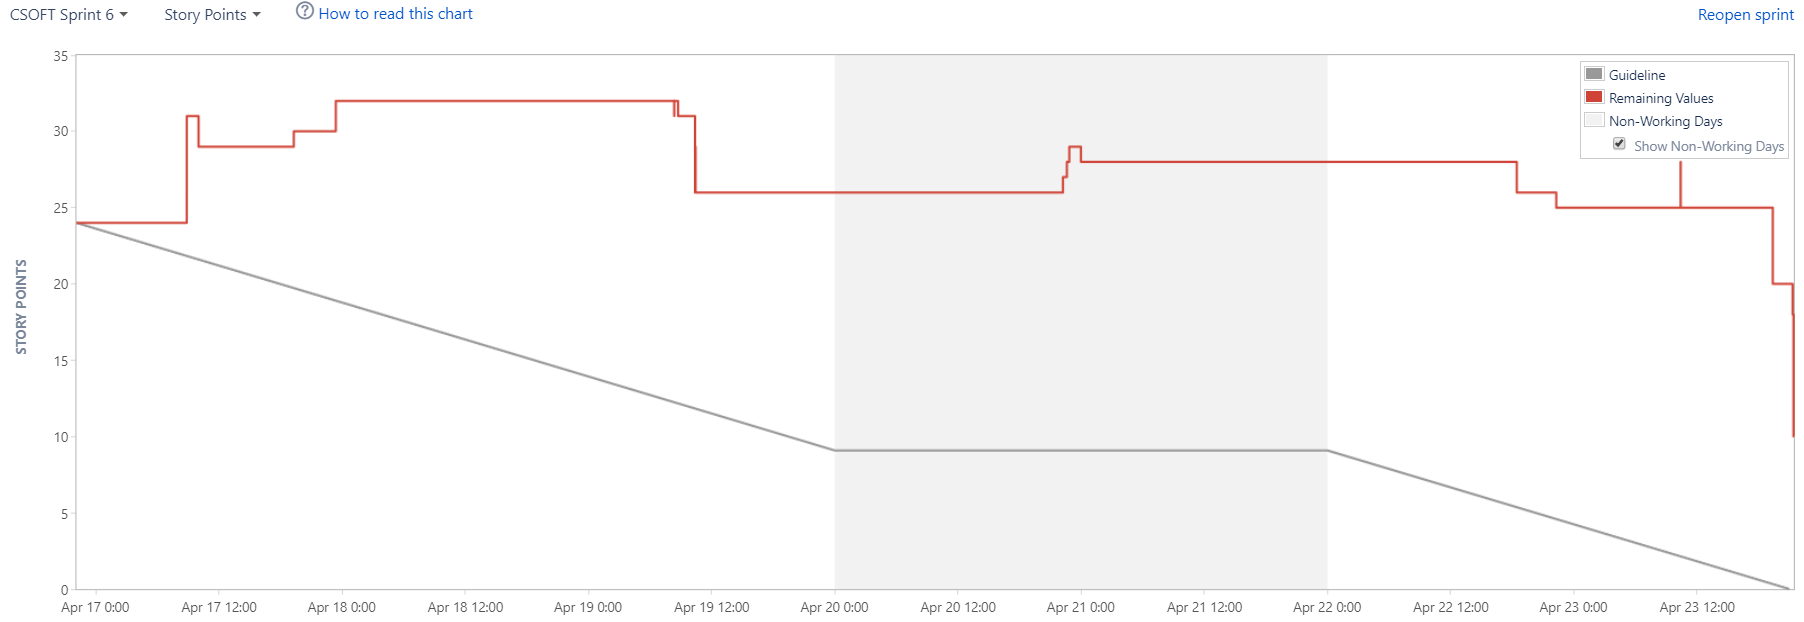 CSOFT Sprint 6
Story Points
How to read this chart
Reopen sprint
35
30
25
20
15
10
5
0
STORY POINTS
Guideline
Remaining Values
Non-Working Days
Show Non-Working Days
Apr 17 0:00
Apr 17 12:00
Apr 18 0:00
Apr 18 12:00
Apr 19 0:00
Apr 19 12:00
Apr 20 0:00
Apr 20 12:00
Apr 21 0:00
Apr 21 12:00
Apr 22 0:00
Apr 22 12:00
Apr 23 0:00
Apr 23 12:00